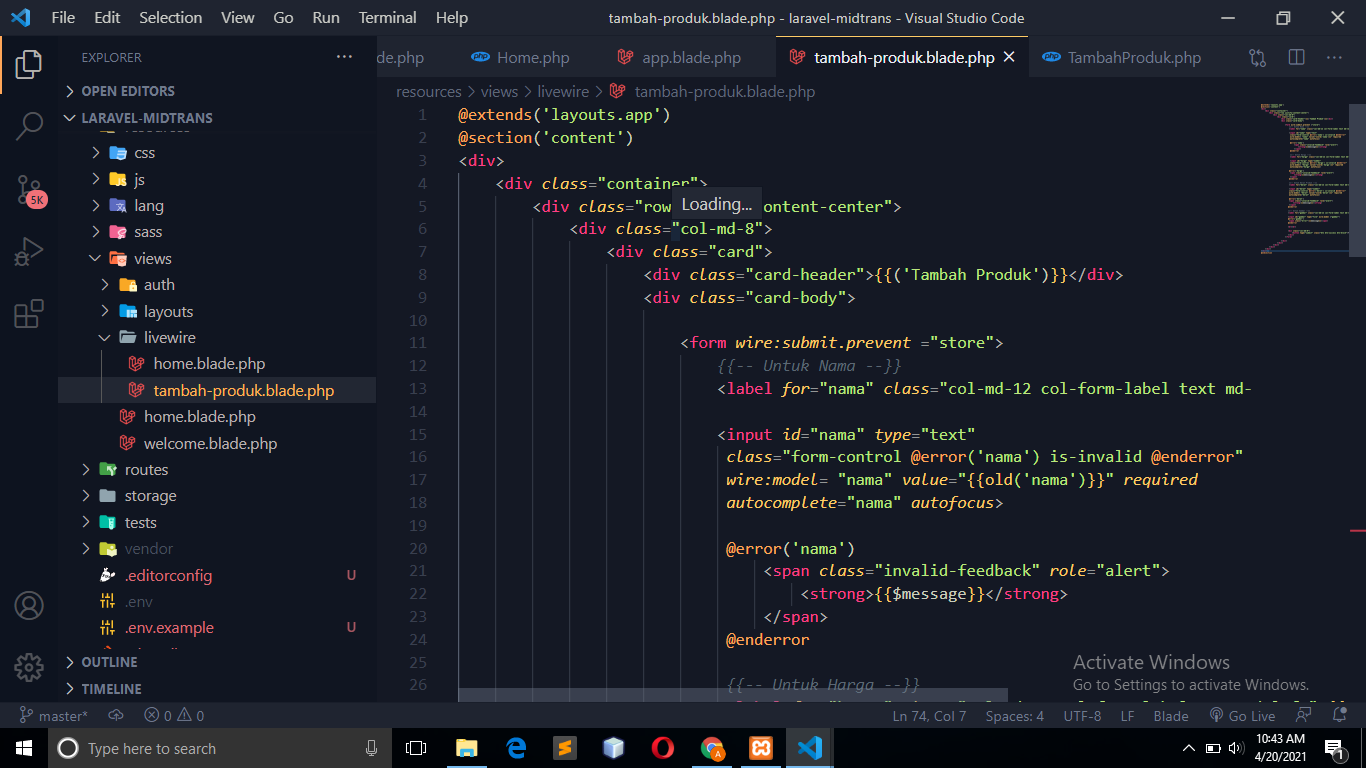 File Edit Selection View Go Run Terminal Help tambah-produk.blade.php - laravel-midtrans - Visual Studio Code
EXPLORER ··· de.php Home.php app.blade.php tambah-produk.blade.php TambahProduk.php ···
resources > views > livewire > tambah-produk.blade.php
OPEN EDITORS
LARAVEL-MIDTRANS
css
js
lang
sass
views
auth
layouts
livewire
home.blade.php
tambah-produk.blade.php
home.blade.php
welcome.blade.php
routes
storage
tests
vendor
.editorconfig U
.env
.env.example U
OUTLINE
TIMELINE
5K
1 @extends('layouts.app')
2 @section('content')
3 <div>
4 <div class="container">
5 <div class="row ontent-center">
Loading...
6 <div class="col-md-8">
7 <div class="card">
8 <div class="card-header">{{('Tambah Produk')}}</div>
9 <div class="card-body">
10
11 <form wire:submit.prevent ="store">
12 {{-- Untuk Nama --}}
13 <label for="nama" class="col-md-12 col-form-label text md-
14
15 <input id="nama" type="text"
16 class="form-control @error('nama') is-invalid @enderror"
17 wire:model= "nama" value="{{old('nama')}}" required
18 autocomplete="nama" autofocus>
19
20 @error('nama')
21 <span class="invalid-feedback" role="alert">
22 <strong>{{$message}}</strong>
23 </span>
24 @enderror
25
26 {{-- Untuk Harga --}}
Activate Windows
Go to Settings to activate Windows.
master* 0 0 Ln 74, Col 7 Spaces: 4 UTF-8 LF Blade Go Live
Type here to search
10:43 AM
4/20/2021
1